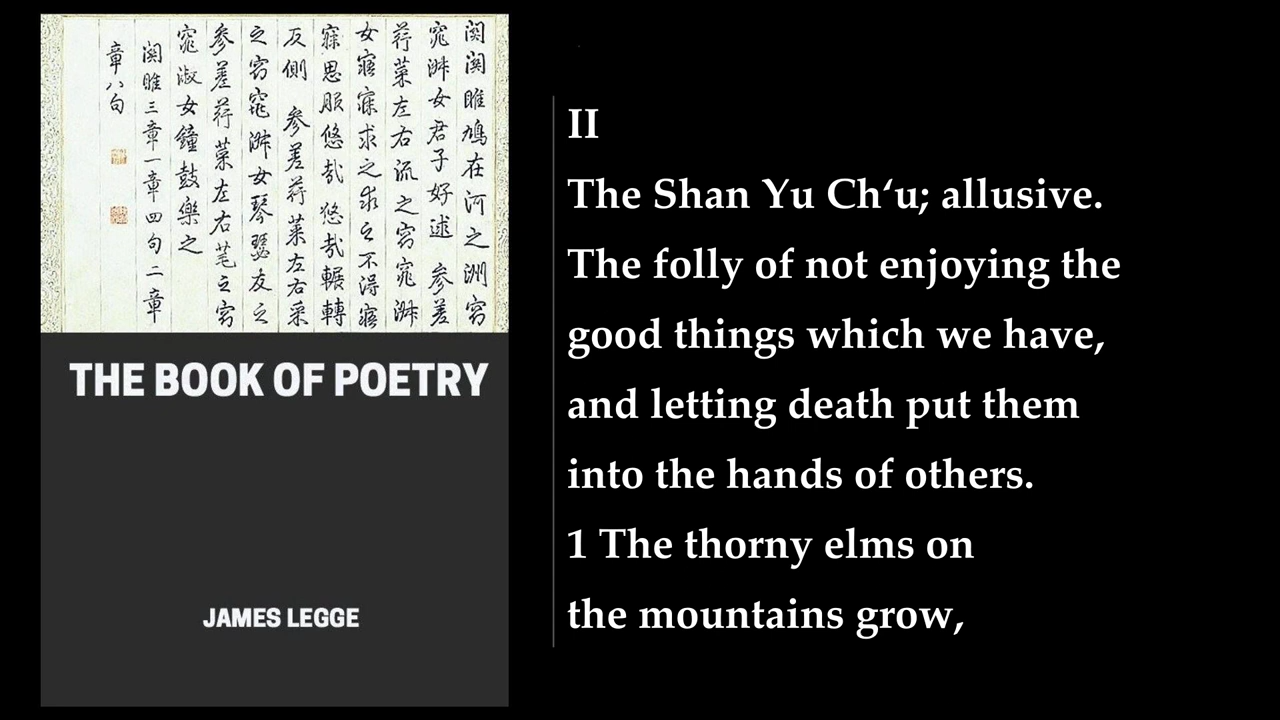 関関雎鳩在河之洲窈
窕淑女君子好逑 參差
荇菜左右流之窈窕淑
女寤寐求之求之不得寤
寐思服悠哉悠哉輾轉
反側 參差荇菜左右采
之窈窕淑女琴瑟友之
參差荇菜左右芼之窈
窕淑女鐘鼓樂之
関雎三章一章四句二章
章八句
THE BOOK OF POETRY
JAMES LEGGE
II
The Shan Yu Ch‘u; allusive.
The folly of not enjoying the
good things which we have,
and letting death put them
into the hands of others.
1 The thorny elms on
the mountains grow,